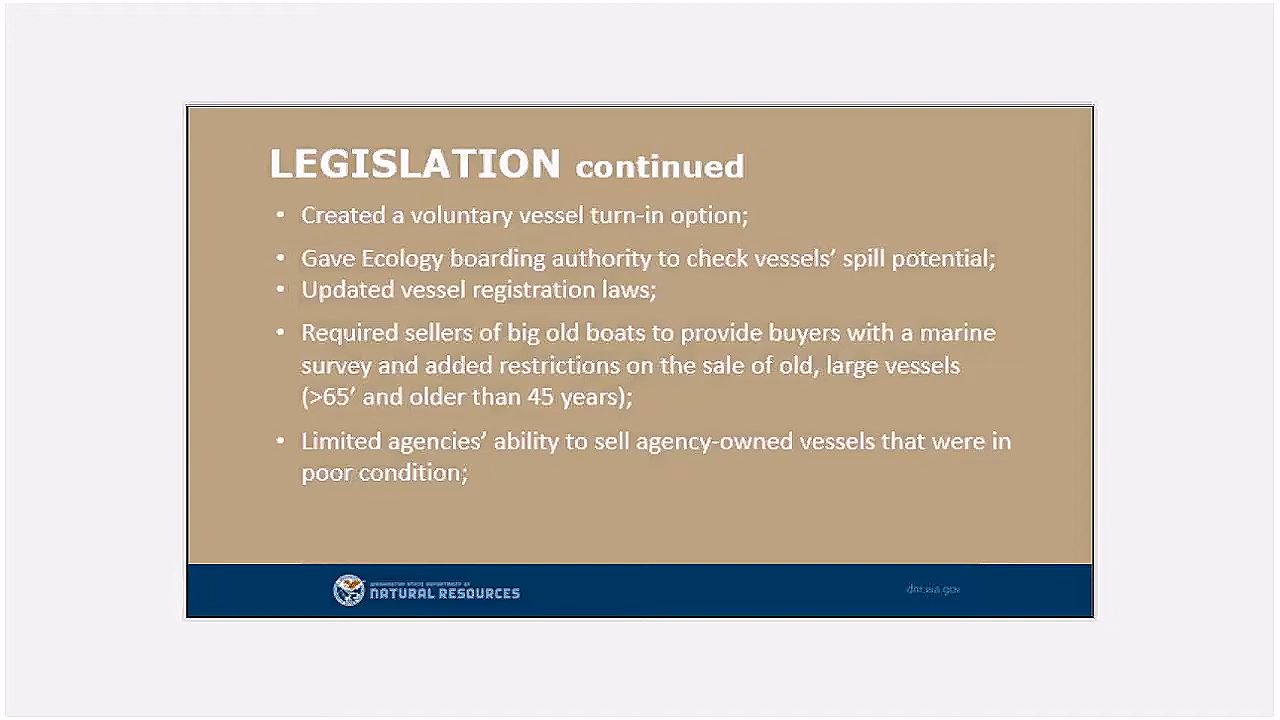 LEGISLATION continued
• Created a voluntary vessel turn-in option;
• Gave Ecology boarding authority to check vessels’ spill potential;
• Updated vessel registration laws;
• Required sellers of big old boats to provide buyers with a marine
survey and added restrictions on the sale of old, large vessels
(>65’ and older than 45 years);
• Limited agencies’ ability to sell agency-owned vessels that were in
poor condition;
WASHINGTON STATE DEPARTMENT OF
NATURAL RESOURCES
dnr.wa.gov